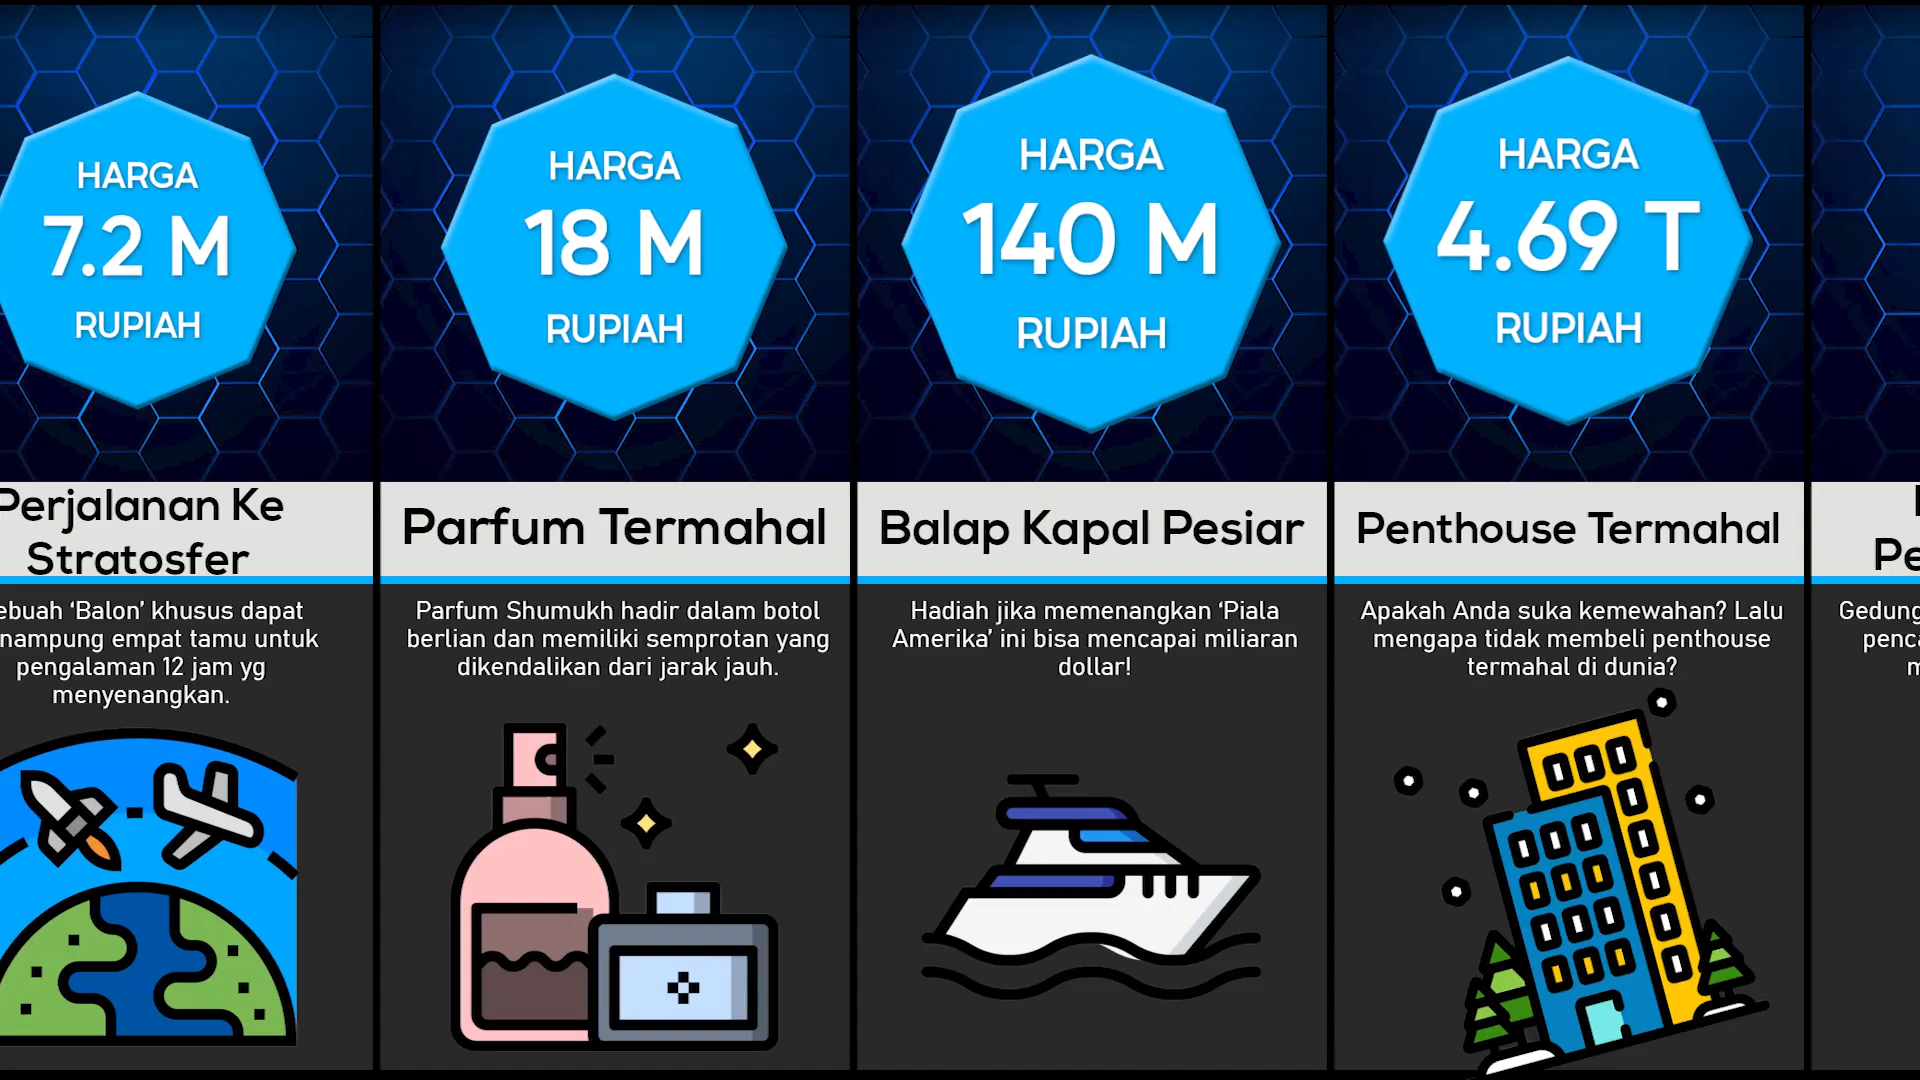 HARGA
7.2 M
RUPIAH
Perjalanan Ke
Stratosfer
'Balon' khusus dapat
empat tamu untuk
pengalaman 12 jam yg
menyenangkan.
HARGA
18 M
RUPIAH
Parfum Termahal
Parfum Shumukh hadir dalam botol
berlian dan memiliki semprotan yang
dikendalikan dari jarak jauh.
HARGA
140 M
RUPIAH
Balap Kapal Pesiar
Hadiah jika memenangkan ‘Piala
Amerika’ ini bisa mencapai miliaran
dollar!
HARGA
4.69 T
RUPIAH
Penthouse Termahal
Apakah Anda suka kemewahan? Lalu
mengapa tidak membeli penthouse
termahal di dunia?
Gedung